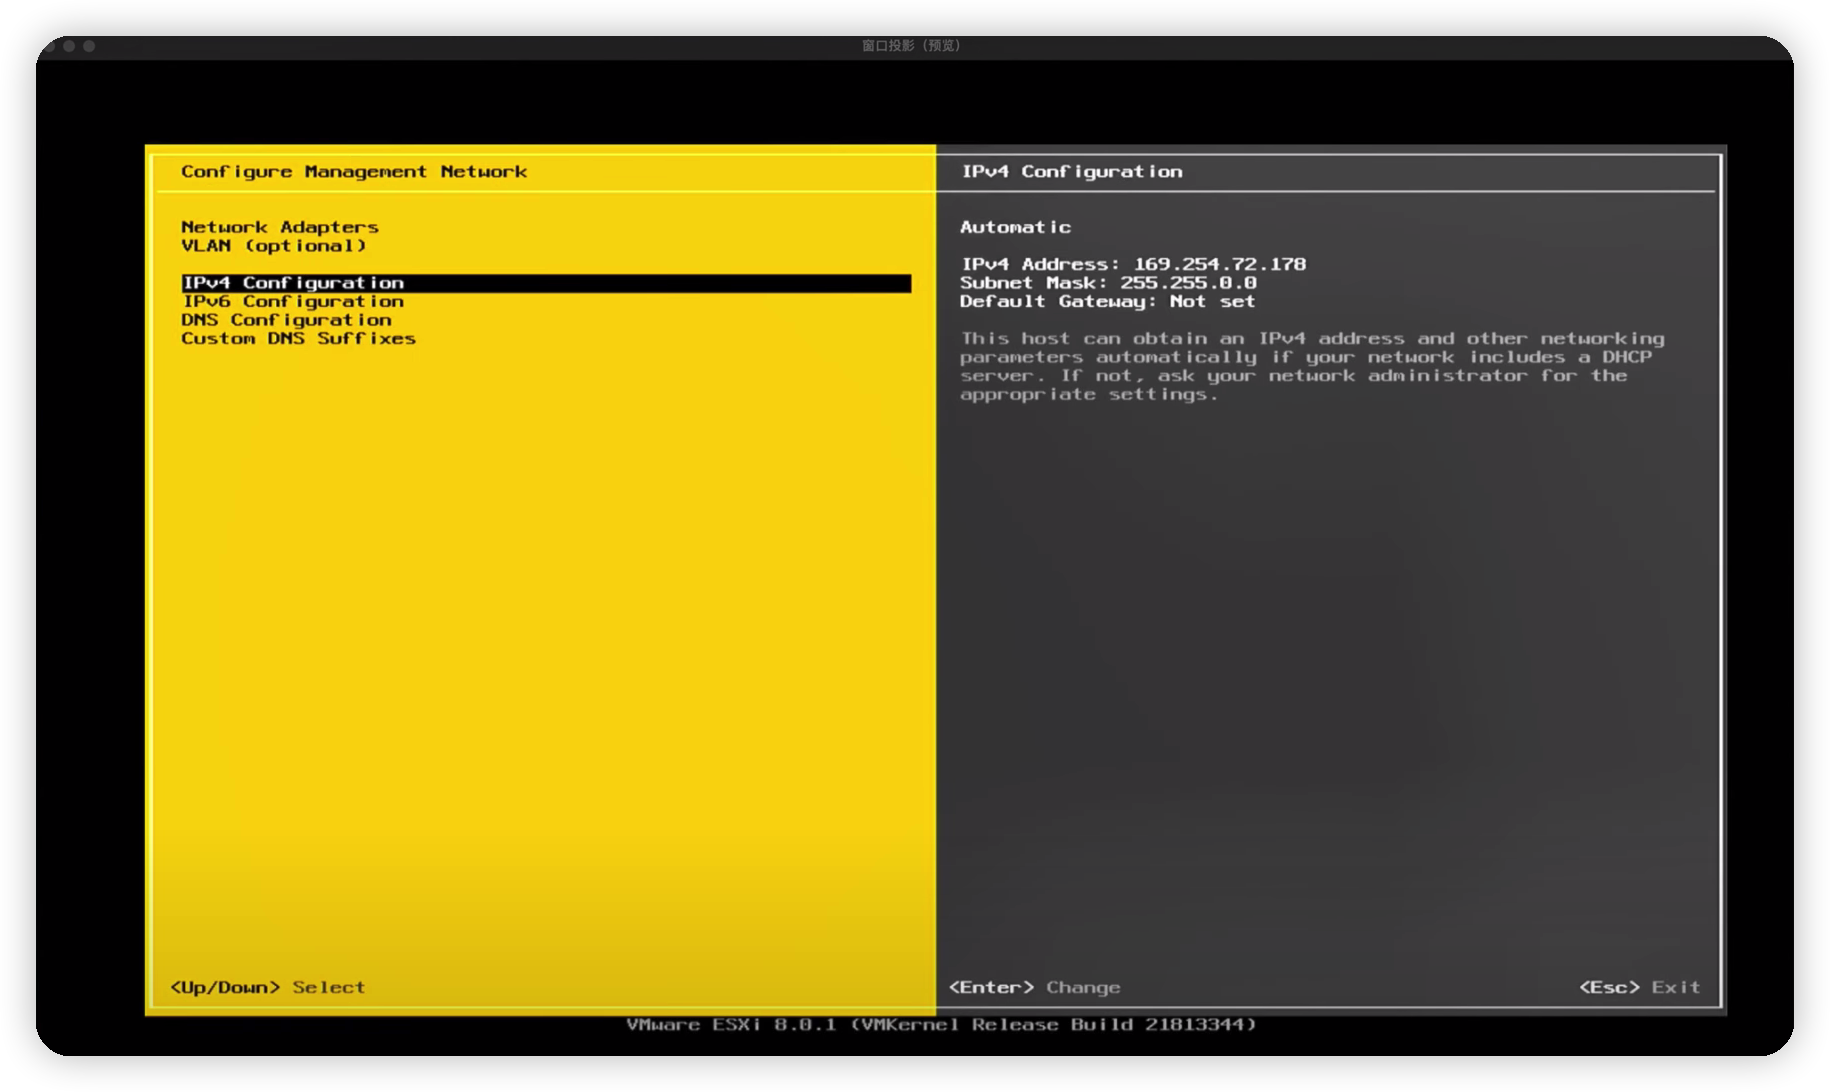 窗口投影（预览）
Configure Management Network
Network Adapters
VLAN (optional)
IPv4 Configuration
IPv6 Configuration
DNS Configuration
Custom DNS Suffixes
<Up/Down> Select
IPv4 Configuration
Automatic
IPv4 Address: 169.254.72.178
Subnet Mask: 255.255.0.0
Default Gateway: Not set
This host can obtain an IPv4 address and other networking
parameters automatically if your network includes a DHCP
server. If not, ask your network administrator for the
appropriate settings.
<Enter> Change
<Esc> Exit
VMware ESXi 8.0.1 (VMKernel Release Build 21813344)